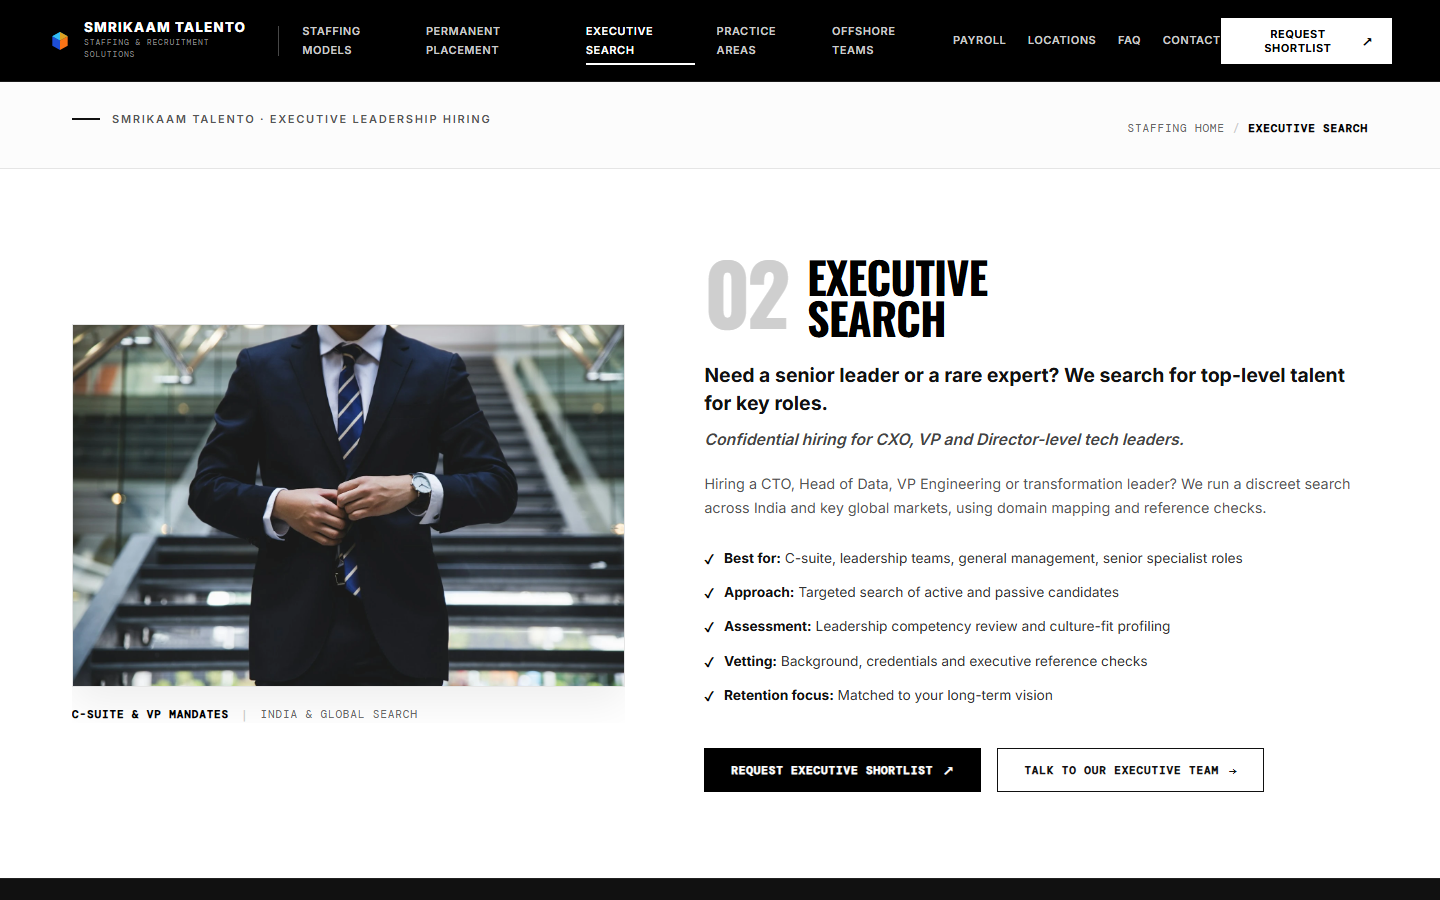 SMRIKAAM TALENTO
STAFFING & RECRUITMENT
SOLUTIONS
STAFFING
MODELS
PERMANENT
PLACEMENT
EXECUTIVE
SEARCH
PRACTICE
AREAS
OFFSHORE
TEAMS
PAYROLL
LOCATIONS
FAQ
CONTACT
REQUEST
SHORTLIST ↗
SMRIKAAM TALENTO · EXECUTIVE LEADERSHIP HIRING
STAFFING HOME / EXECUTIVE SEARCH
02 EXECUTIVE
SEARCH
Need a senior leader or a rare expert? We search for top-level talent
for key roles.
Confidential hiring for CXO, VP and Director-level tech leaders.
Hiring a CTO, Head of Data, VP Engineering or transformation leader? We run a discreet search
across India and key global markets, using domain mapping and reference checks.
✓ Best for: C-suite, leadership teams, general management, senior specialist roles
✓ Approach: Targeted search of active and passive candidates
✓ Assessment: Leadership competency review and culture-fit profiling
✓ Vetting: Background, credentials and executive reference checks
✓ Retention focus: Matched to your long-term vision
C-SUITE & VP MANDATES | INDIA & GLOBAL SEARCH
REQUEST EXECUTIVE SHORTLIST ↗
TALK TO OUR EXECUTIVE TEAM →